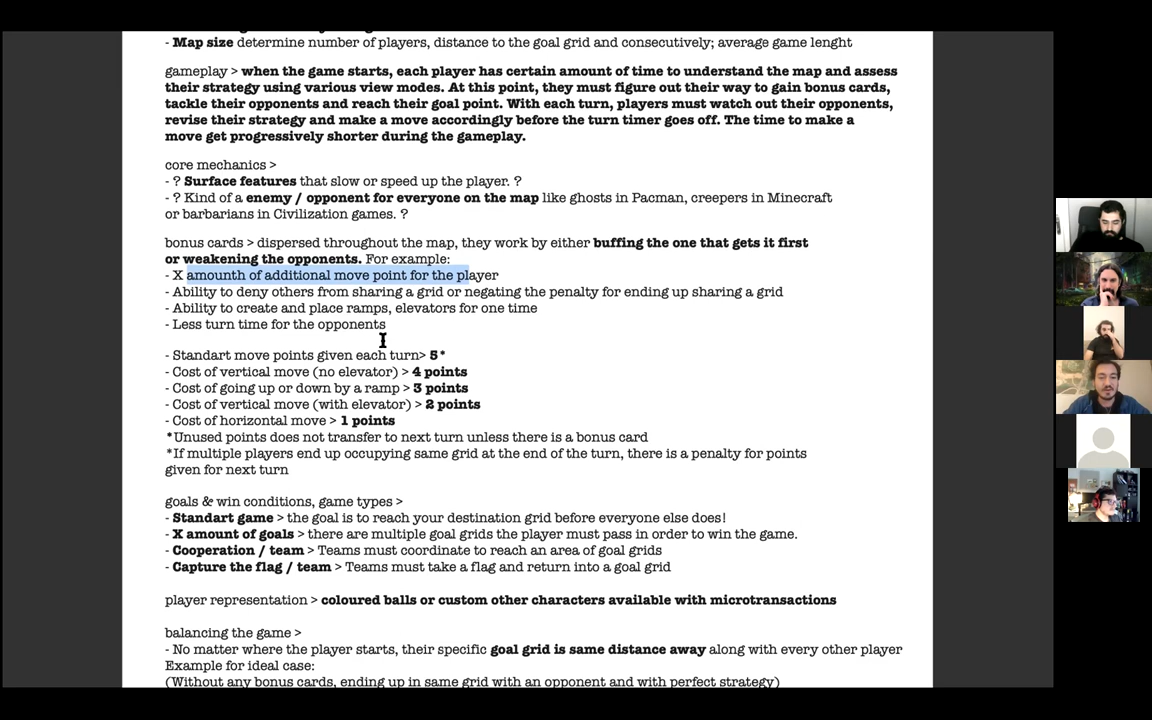 - Map size determine number of players, distance to the goal grid and consecutively; average game lenght
gameplay > when the game starts, each player has certain amount of time to understand the map and assess
their strategy using various view modes. At this point, they must figure out their way to gain bonus cards,
tackle their opponents and reach their goal point. With each turn, players must watch out their opponents,
revise their strategy and make a move accordingly before the turn timer goes off. The time to make a
move get progressively shorter during the gameplay.
core mechanics >
- ? Surface features that slow or speed up the player. ?
- ? Kind of a enemy / opponent for everyone on the map like ghosts in Pacman, creepers in Minecraft
or barbarians in Civilization games. ?
bonus cards > dispersed throughout the map, they work by either buffing the one that gets it first
or weakening the opponents. For example:
- X amounth of additional move point for the player
- Ability to deny others from sharing a grid or negating the penalty for ending up sharing a grid
- Ability to create and place ramps, elevators for one time
- Less turn time for the opponents
- Standart move points given each turn> 5*
- Cost of vertical move (no elevator) > 4 points
- Cost of going up or down by a ramp > 3 points
- Cost of vertical move (with elevator) > 2 points
- Cost of horizontal move > 1 points
*Unused points does not transfer to next turn unless there is a bonus card
*If multiple players end up occupying same grid at the end of the turn, there is a penalty for points
given for next turn
goals & win conditions, game types >
- Standart game > the goal is to reach your destination grid before everyone else does!
- X amount of goals > there are multiple goal grids the player must pass in order to win the game.
- Cooperation / team > Teams must coordinate to reach an area of goal grids
- Capture the flag / team > Teams must take a flag and return into a goal grid
player representation > coloured balls or custom other characters available with microtransactions
balancing the game >
- No matter where the player starts, their specific goal grid is same distance away along with every other player
Example for ideal case:
(Without any bonus cards, ending up in same grid with an opponent and with perfect strategy)